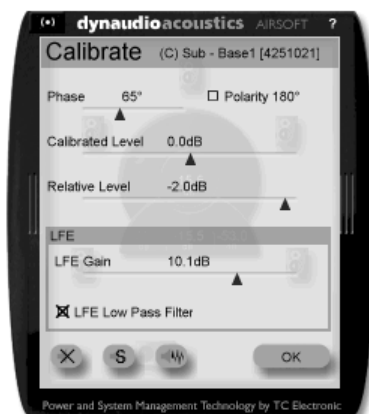 dynaudioacoustics AIRSOFT ?
Calibrate (C) Sub - Base1 [4251021]
Phase 65° Polarity 180°
Calibrated Level 0.0dB
Relative Level -2.0dB
LFE
LFE Gain 10.1dB
LFE Low Pass Filter
S OK
Power and System Management Technology by TC Electronic